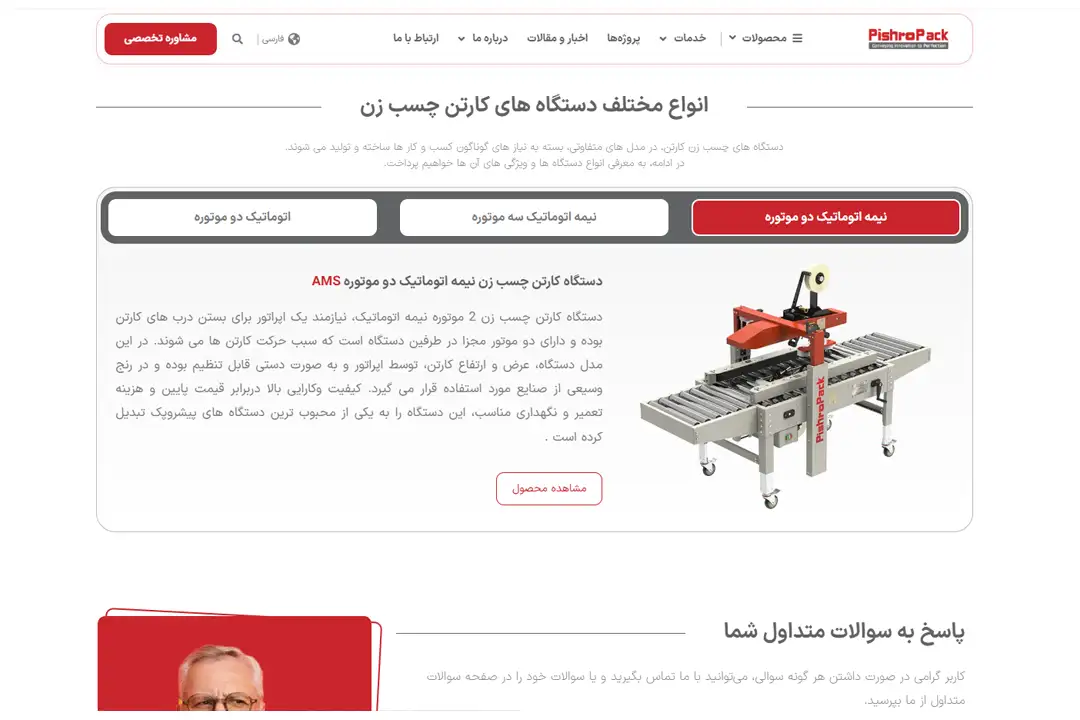 PishroPack
Conveying Innovation to Perfection
محصولات
خدمات
پروژه‌ها
اخبار و مقالات
درباره ما
ارتباط با ما
فارسی
مشاوره تخصصی
انواع مختلف دستگاه های کارتن چسب زن
دستگاه های چسب زن کارتن، در مدل های متفاوتی، بسته به نیاز های گوناگون کسب و کار ها ساخته و تولید می شوند.
در ادامه، به معرفی انواع دستگاه ها و ویژگی های آن ها خواهیم پرداخت.
نیمه اتوماتیک دو موتوره
نیمه اتوماتیک سه موتوره
اتوماتیک دو موتوره
دستگاه کارتن چسب زن نیمه اتوماتیک دو موتوره AMS
دستگاه کارتن چسب زن 2 موتوره نیمه اتوماتیک، نیازمند یک اپراتور برای بستن درب های کارتن
بوده و دارای دو موتور مجزا در طرفین دستگاه است که سبب حرکت کارتن ها می شوند. در این
مدل دستگاه، عرض و ارتفاع کارتن، توسط اپراتور و به صورت دستی قابل تنظیم بوده و در رنج
وسیعی از صنایع مورد استفاده قرار می گیرد. کیفیت وکارایی بالا دربرابر قیمت پایین و هزینه
تعمیر و نگهداری مناسب، این دستگاه را به یکی از محبوب ترین دستگاه های پیشروپک تبدیل
کرده است .
مشاهده محصول
PishroPack
پاسخ به سوالات متداول شما
کاربر گرامی در صورت داشتن هر گونه سوالی، می‌توانید با ما تماس بگیرید و یا سوالات خود را در صفحه سوالات
متداول از ما بپرسید.